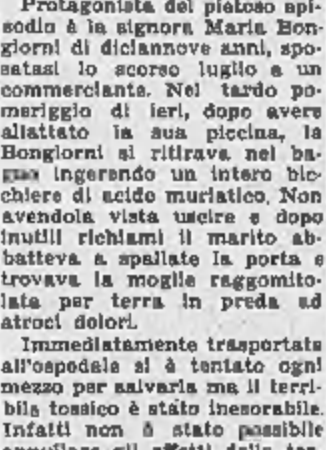 Protagonista del pietoso epi-
sodio è la signora Maria Bon-
giorni di diciannove anni, spo-
satasi lo scorso luglio a un
commerciante. Nel tardo po-
meriggio di ieri, dopo avere
allattato la sua piccina, la
Bongiorni si ritirava nel ba-
gno ingerendo un intero bic-
chiere di acido muriatico. Non
avendola vista uscire e dopo
inutili richiami il marito ab-
batteva a spallate la porta e
trovava la moglie raggomito-
lata per terra in preda ad
atroci dolori.
Immediatamente trasportata
all'ospedale si è tentato ogni
mezzo per salvarla ma il terri-
bile tossico è stato inesorabile.
Infatti non è stato possibile
annullare gli effetti della